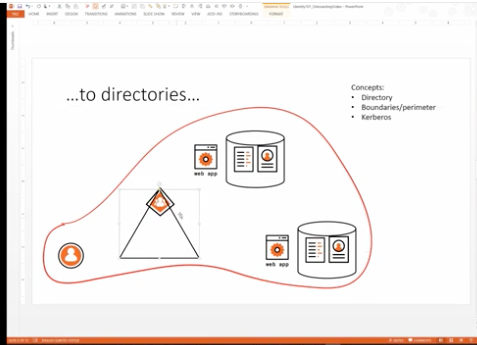 FILE HOME INSERT DESIGN TRANSITIONS ANIMATIONS SLIDE SHOW REVIEW VIEW ADD-INS STORYBOARDING FORMAT
...to directories...
Concepts:
• Directory
• Boundaries/perimeter
• Kerberos
web app
web app